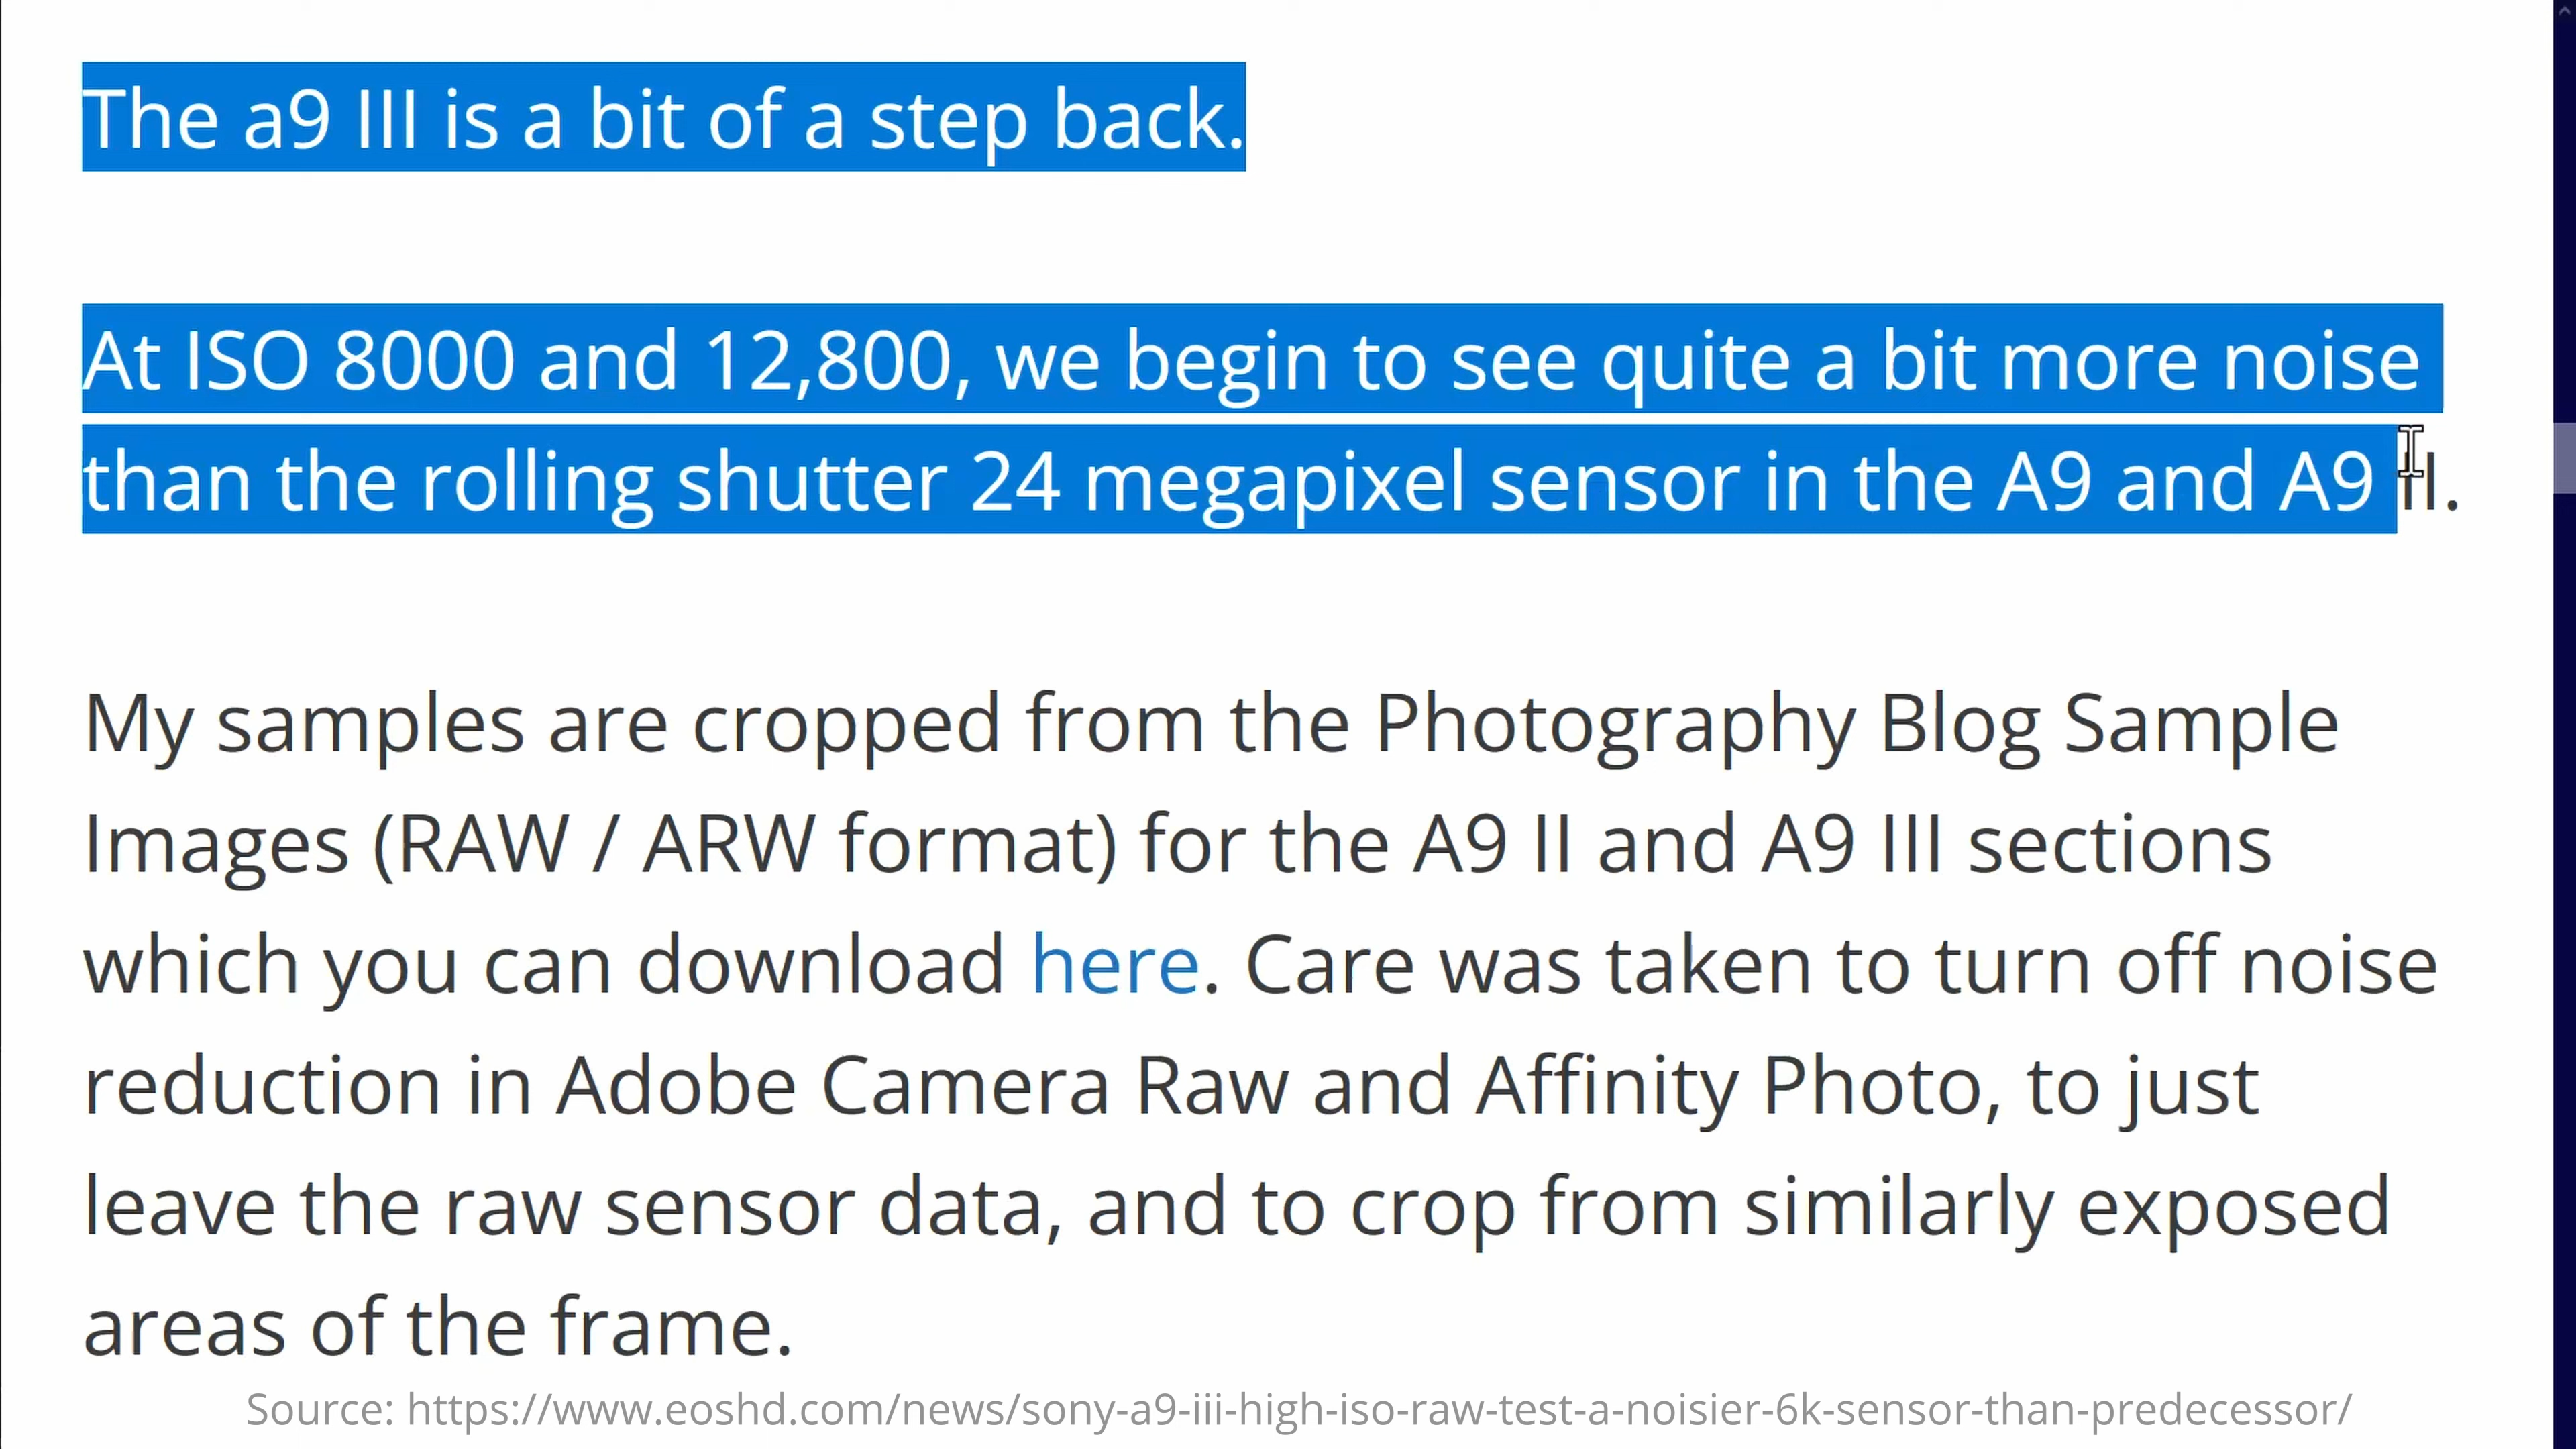 The a9 III is a bit of a step back.
At ISO 8000 and 12,800, we begin to see quite a bit more noise
than the rolling shutter 24 megapixel sensor in the A9 and A9 II.
My samples are cropped from the Photography Blog Sample
Images (RAW / ARW format) for the A9 II and A9 III sections
which you can download here. Care was taken to turn off noise
reduction in Adobe Camera Raw and Affinity Photo, to just
leave the raw sensor data, and to crop from similarly exposed
areas of the frame.
Source: https://www.eoshd.com/news/sony-a9-iii-high-iso-raw-test-a-noisier-6k-sensor-than-predecessor/